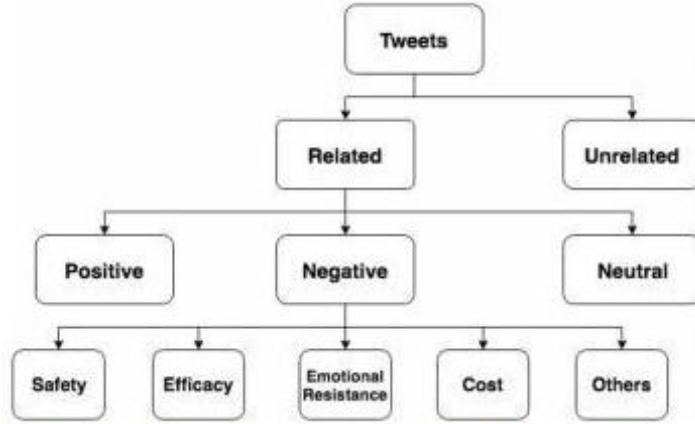 Tweets
Related
Unrelated
Positive
Negative
Neutral
Safety
Efficacy
Emotional
Resistance
Cost
Others